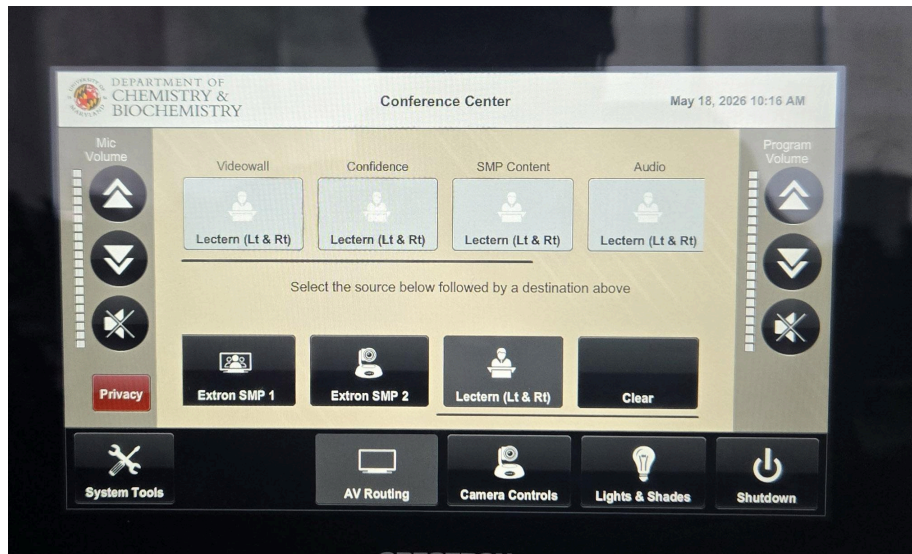 DEPARTMENT OF
CHEMISTRY &
BIOCHEMISTRY
Conference Center
May 18, 2026 10:16 AM
Mic
Volume
Program
Volume
Videowall
Confidence
SMP Content
Audio
Lectern (Lt & Rt)
Lectern (Lt & Rt)
Lectern (Lt & Rt)
Lectern (Lt & Rt)
Select the source below followed by a destination above
Privacy
Extron SMP 1
Extron SMP 2
Lectern (Lt & Rt)
Clear
System Tools
AV Routing
Camera Controls
Lights & Shades
Shutdown